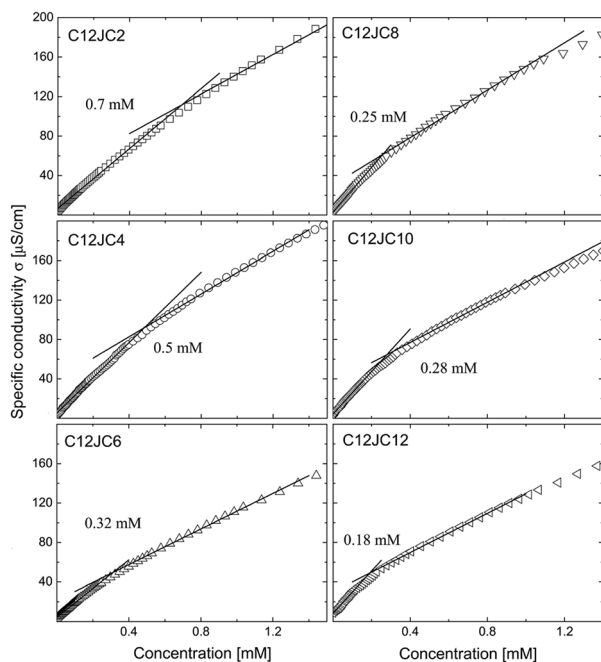 Specific conductivity σ [µS/cm]
200
160
120
80
40
C12JC2
0.7 mM
C12JC8
0.25 mM
160
120
80
40
C12JC4
0.5 mM
C12JC10
0.28 mM
160
120
80
40
C12JC6
0.32 mM
C12JC12
0.18 mM
0.4 0.8 1.2
0.4 0.8 1.2
Concentration [mM]
Concentration [mM]